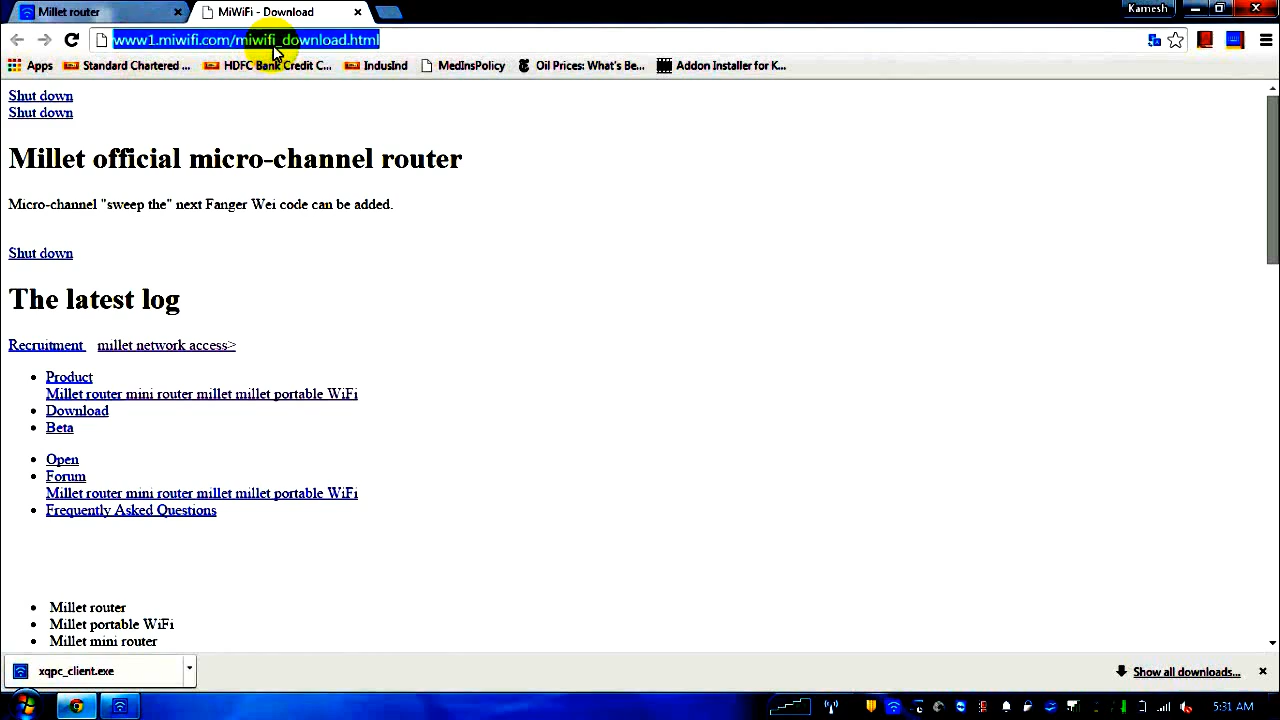 Millet router
MiWiFi - Download
Kamesh
www1.miwifi.com/miwifi_download.html
Apps
Standard Chartered ...
HDFC Bank Credit C...
IndusInd
MedInsPolicy
Oil Prices: What's Be...
Addon Installer for K...
Shut down
Shut down
Millet official micro-channel router
Micro-channel "sweep the" next Fanger Wei code can be added.
Shut down
The latest log
Recruitment millet network access>
Product
Millet router mini router millet millet portable WiFi
Download
Beta
Open
Forum
Millet router mini router millet millet portable WiFi
Frequently Asked Questions
Millet router
Millet portable WiFi
Millet mini router
xqpc_client.exe
Show all downloads...
5:31 AM